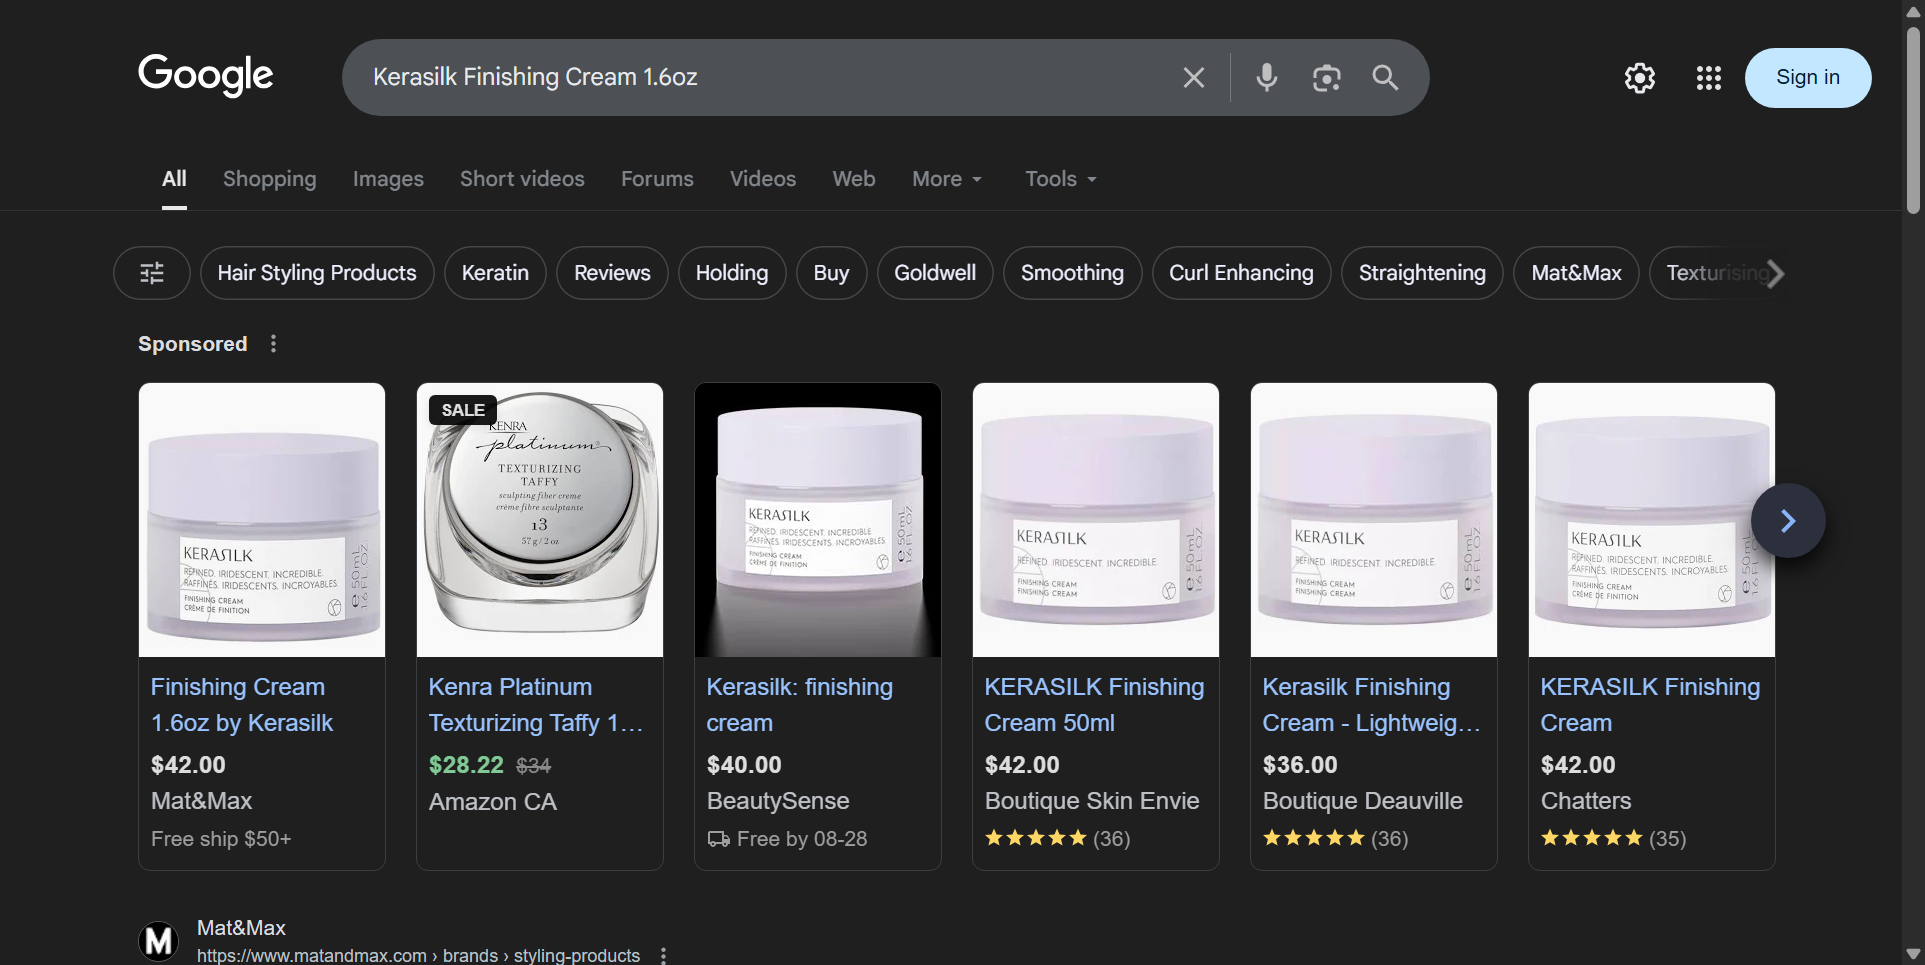 Google
Kerasilk Finishing Cream 1.6oz
Sign in
All
Shopping
Images
Short videos
Forums
Videos
Web
More
Tools
Hair Styling Products
Keratin
Reviews
Holding
Buy
Goldwell
Smoothing
Curl Enhancing
Straightening
Mat&Max
Texturising
Sponsored
KERASILK
REFINED. IRIDESCENT. INCREDIBLE.
RAFFINÉS. IRIDESCENTS. INCROYABLES.
FINISHING CREAM
CRÈME DE FINITION
e 50mL
1.6 FL.OZ.
Finishing Cream
1.6oz by Kerasilk
$42.00
Mat&Max
Free ship $50+
SALE
KENRA
platinum
TEXTURIZING
TAFFY
sculpting fiber creme
crème fibre sculptante
13
57 g / 2 oz
Kenra Platinum
Texturizing Taffy 1...
$28.22 $34
Amazon CA
KERASILK
REFINED. IRIDESCENT. INCREDIBLE.
RAFFINÉS. IRIDESCENTS. INCROYABLES.
FINISHING CREAM
CRÈME DE FINITION
e 50mL
1.6 FL.OZ
Kerasilk: finishing
cream
$40.00
BeautySense
Free by 08-28
KERASILK
REFINED. IRIDESCENT. INCREDIBLE.
FINISHING CREAM
FINISHING CREAM
e 50mL
1.6 FL.OZ.
KERASILK Finishing
Cream 50ml
$42.00
Boutique Skin Envie
(36)
KERASILK
REFINED. IRIDESCENT. INCREDIBLE.
FINISHING CREAM
FINISHING CREAM
e 50mL
1.6 FL.OZ.
Kerasilk Finishing
Cream - Lightweig...
$36.00
Boutique Deauville
(36)
KERASILK
REFINED. IRIDESCENT. INCREDIBLE.
RAFFINÉS. IRIDESCENTS. INCROYABLES.
FINISHING CREAM
CRÈME DE FINITION
e 50mL
1.6 FL.OZ.
KERASILK Finishing
Cream
$42.00
Chatters
(35)
M
Mat&Max
https://www.matandmax.com › brands › styling-products